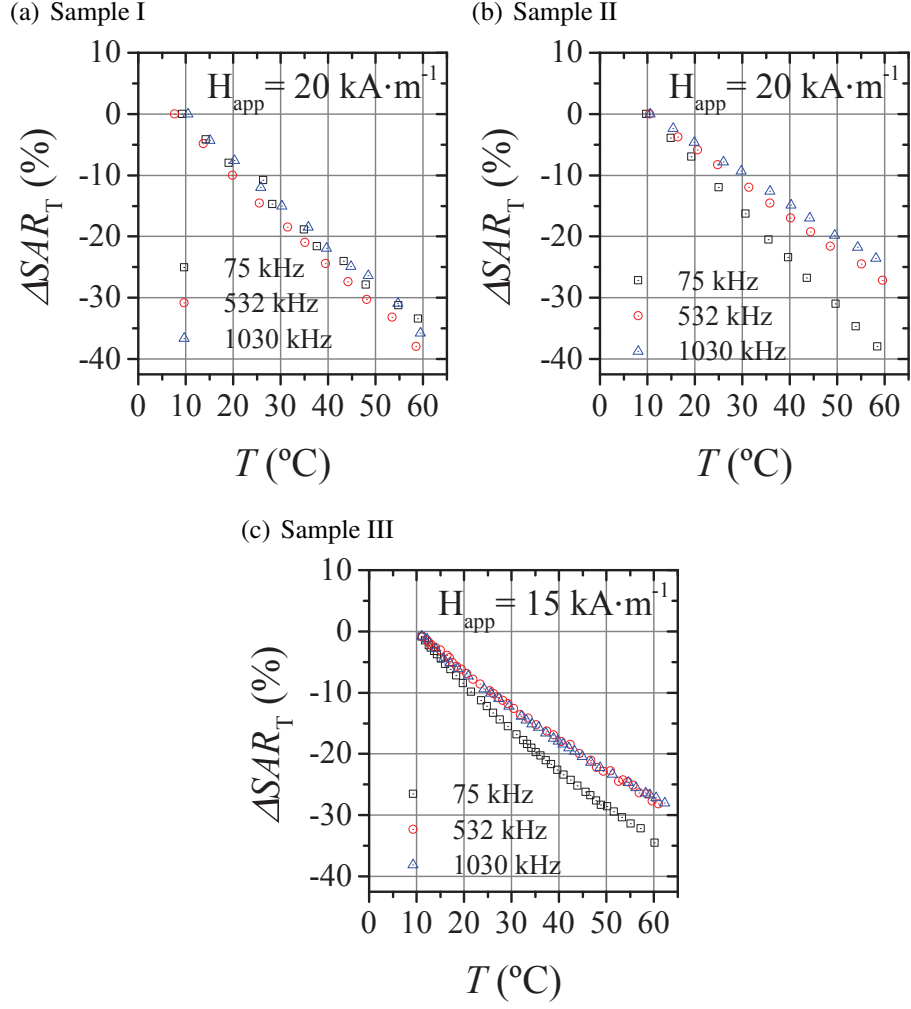 (a) Sample I
10
0
-10
-20
-30
-40
ΔSAR_T (%)
H_app = 20 kA·m⁻¹
75 kHz
532 kHz
1030 kHz
0 10 20 30 40 50 60
T (ºC)
(b) Sample II
10
0
-10
-20
-30
-40
ΔSAR_T (%)
H_app = 20 kA·m⁻¹
75 kHz
532 kHz
1030 kHz
0 10 20 30 40 50 60
T (ºC)
(c) Sample III
10
0
-10
-20
-30
-40
ΔSAR_T (%)
H_app = 15 kA·m⁻¹
75 kHz
532 kHz
1030 kHz
0 10 20 30 40 50 60
T (ºC)